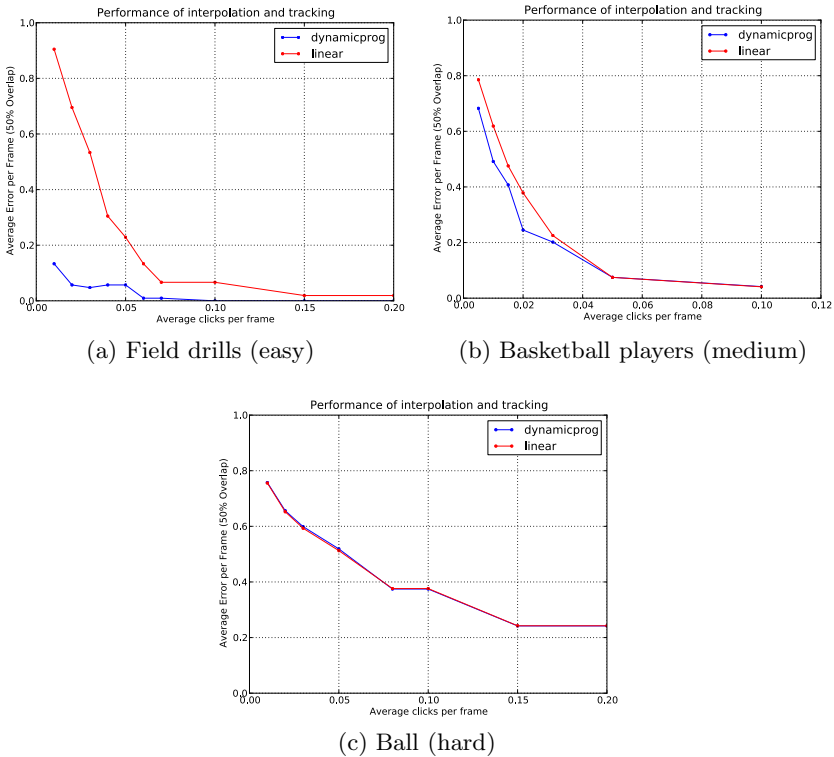 Performance of interpolation and tracking
1.0
0.8
0.6
0.4
0.2
0.0
Average Error per Frame (50% Overlap)
dynamicprog
linear
0.00 0.05 0.10 0.15 0.20
Average clicks per frame
(a) Field drills (easy)
Performance of interpolation and tracking
1.0
0.8
0.6
0.4
0.2
0.0
Average Error per Frame (50% Overlap)
dynamicprog
linear
0.00 0.02 0.04 0.06 0.08 0.10 0.12
Average clicks per frame
(b) Basketball players (medium)
Performance of interpolation and tracking
1.0
0.8
0.6
0.4
0.2
0.0
Average Error per Frame (50% Overlap)
dynamicprog
linear
0.00 0.05 0.10 0.15 0.20
Average clicks per frame
(c) Ball (hard)